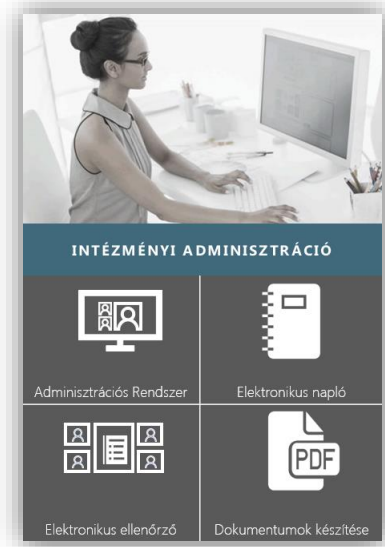 INTÉZMÉNYI ADMINISZTRÁCIÓ
Adminisztrációs Rendszer
Elektronikus napló
PDF
Elektronikus ellenőrző
Dokumentumok készítése